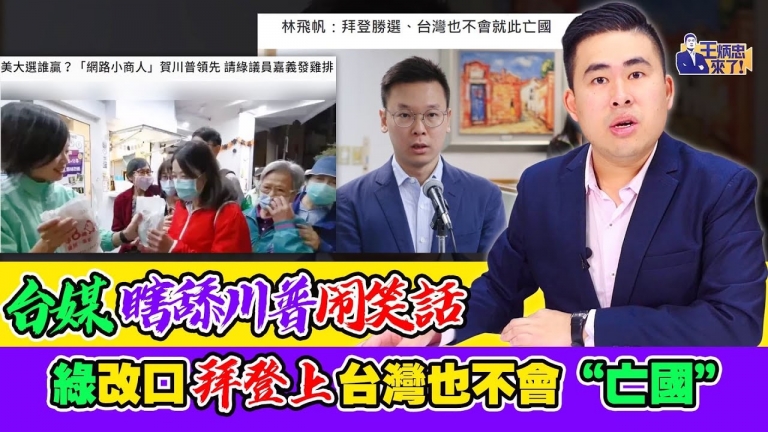 林飛帆：拜登勝選、台灣也不會就此亡國
美大選誰贏？「網路小商人」賀川普領先 請綠議員嘉義發雞排
王炳忠
來了!
台媒瞎舔川普闹笑話
綠改口拜登上台灣也不會“亡國”